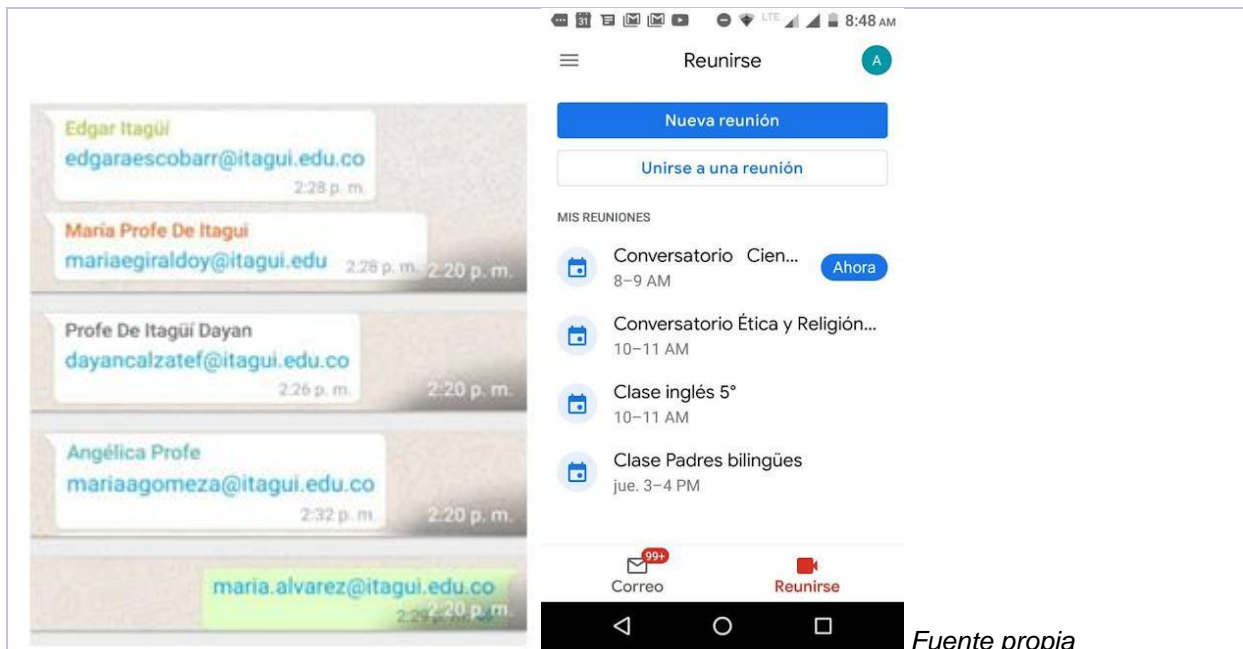 Edgar Itagüí
edgaraescobarr@itagui.edu.co
2:28 p. m.
María Profe De Itagui
mariaegiraldoy@itagui.edu 2:28 p. m. 2:20 p. m.
Profe De Itagüí Dayan
dayancalzatef@itagui.edu.co
2:26 p. m. 2:20 p. m.
Angélica Profe
mariaagomeza@itagui.edu.co
2:32 p. m. 2:20 p. m.
maria.alvarez@itagui.edu.co
2:20 p. m.
31 LTE 8:48 AM
Reunirse A
Nueva reunión
Unirse a una reunión
MIS REUNIONES
Conversatorio Cien...
8–9 AM
Ahora
Conversatorio Ética y Religión...
10–11 AM
Clase inglés 5°
10–11 AM
Clase Padres bilingües
jue. 3–4 PM
99+
Correo Reunirse
Fuente propia